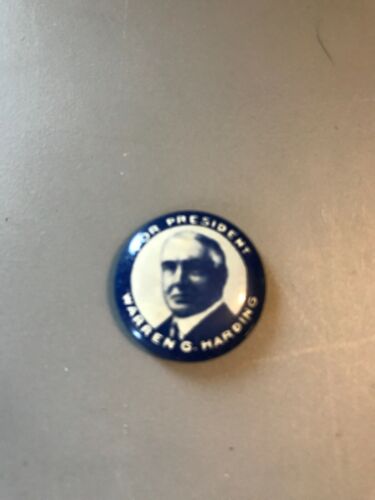 FOR PRESIDENT
WARREN G. HARDING